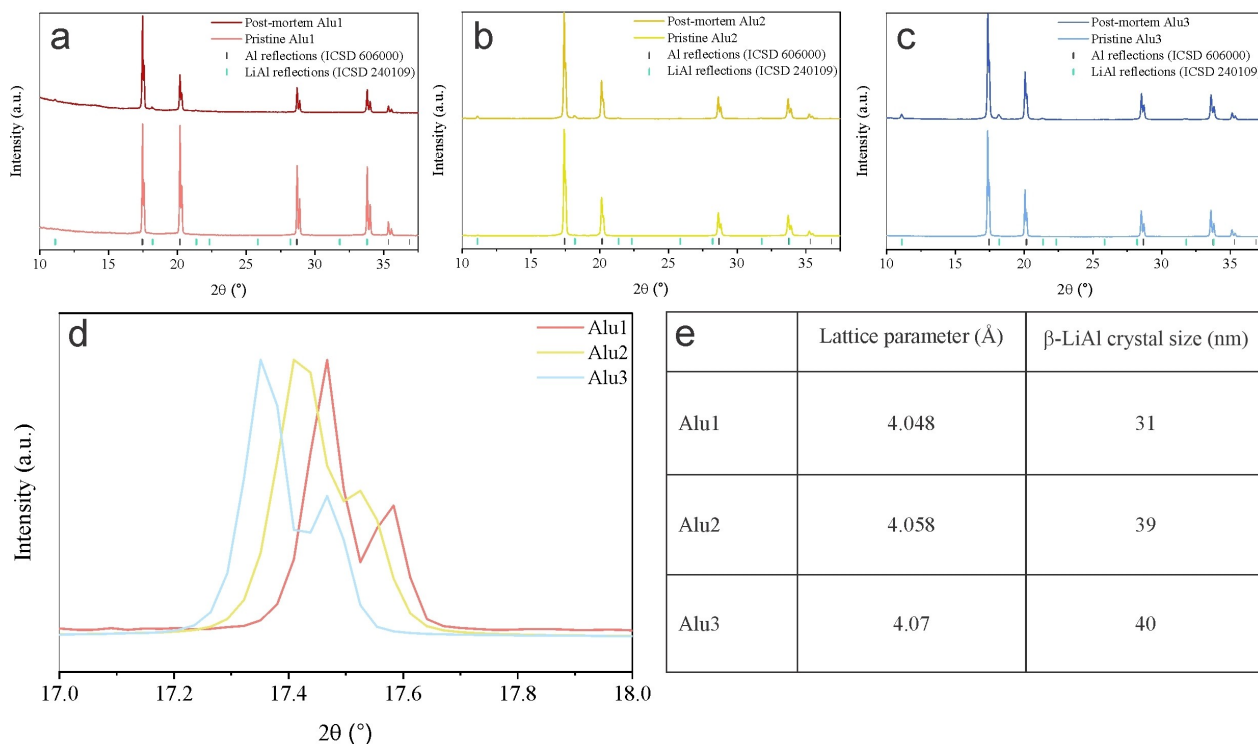 a
Post-mortem Alu1
Pristine Alu1
Al reflections (ICSD 606000)
LiAl reflections (ICSD 240109)
Intensity (a.u.)
10 15 20 25 30 35
2θ (°)
b
Post-mortem Alu2
Pristine Alu2
Al reflections (ICSD 606000)
LiAl reflections (ICSD 240109)
Intensity (a.u.)
10 15 20 25 30 35
2θ (°)
c
Post-mortem Alu3
Pristine Alu3
Al reflections (ICSD 606000)
LiAl reflections (ICSD 240109)
Intensity (a.u.)
10 15 20 25 30 35
2θ (°)
d
Alu1
Alu2
Alu3
Intensity (a.u.)
17.0 17.2 17.4 17.6 17.8 18.0
2θ (°)
e
Lattice parameter (Å) β-LiAl crystal size (nm)
Alu1 4.048 31
Alu2 4.058 39
Alu3 4.07 40